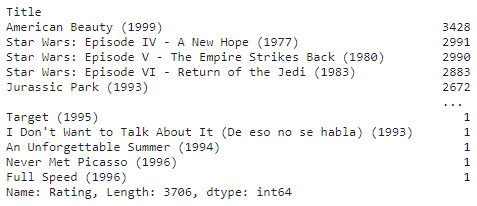 Title
American Beauty (1999) 3428
Star Wars: Episode IV - A New Hope (1977) 2991
Star Wars: Episode V - The Empire Strikes Back (1980) 2990
Star Wars: Episode VI - Return of the Jedi (1983) 2883
Jurassic Park (1993) 2672
...
Target (1995) 1
I Don't Want to Talk About It (De eso no se habla) (1993) 1
An Unforgettable Summer (1994) 1
Never Met Picasso (1996) 1
Full Speed (1996) 1
Name: Rating, Length: 3706, dtype: int64